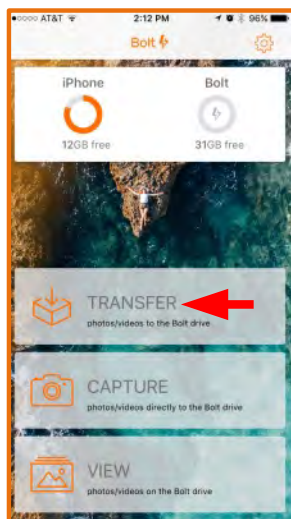 AT&T 2:12 PM 96%
Bolt
iPhone Bolt
12GB free 31GB free
TRANSFER
photos/videos to the Bolt drive
CAPTURE
photos/videos directly to the Bolt drive
VIEW
photos/videos on the Bolt drive